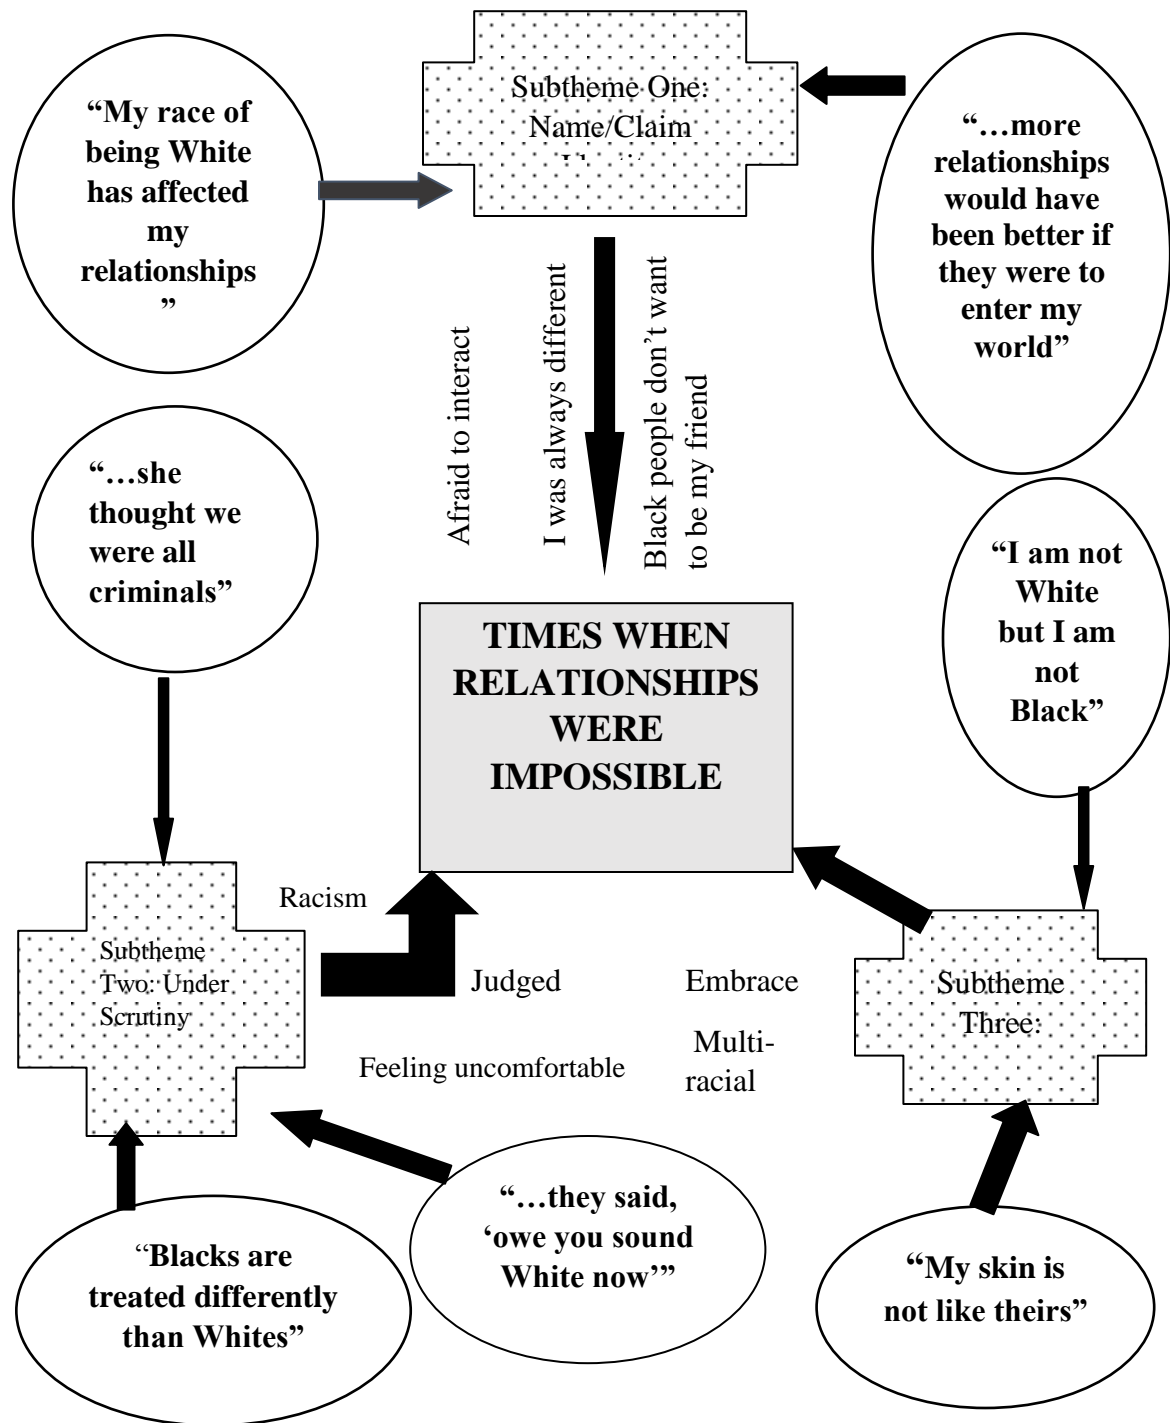 Subtheme One:
Name/Claim
“My race of
being White
has affected
my
relationships
”
“…more
relationships
would have
been better if
they were to
enter my
world”
Afraid to interact
I was always different
Black people don’t want
to be my friend
“…she
thought we
were all
criminals”
“I am not
White
but I am
not
Black”
TIMES WHEN
RELATIONSHIPS
WERE
IMPOSSIBLE
Racism
Subtheme
Two: Under
Scrutiny
Judged
Embrace
Subtheme
Three:
Feeling uncomfortable
Multi-
racial
“…they said,
‘owe you sound
White now’”
“Blacks are
treated differently
than Whites”
“My skin is
not like theirs”